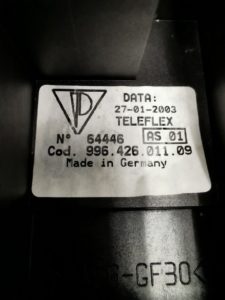 DATA:
27-01-2003
TELEFLEX
N° 64446 AS 01
Cod. 996.426.011.09
Made in Germany
-GF30<